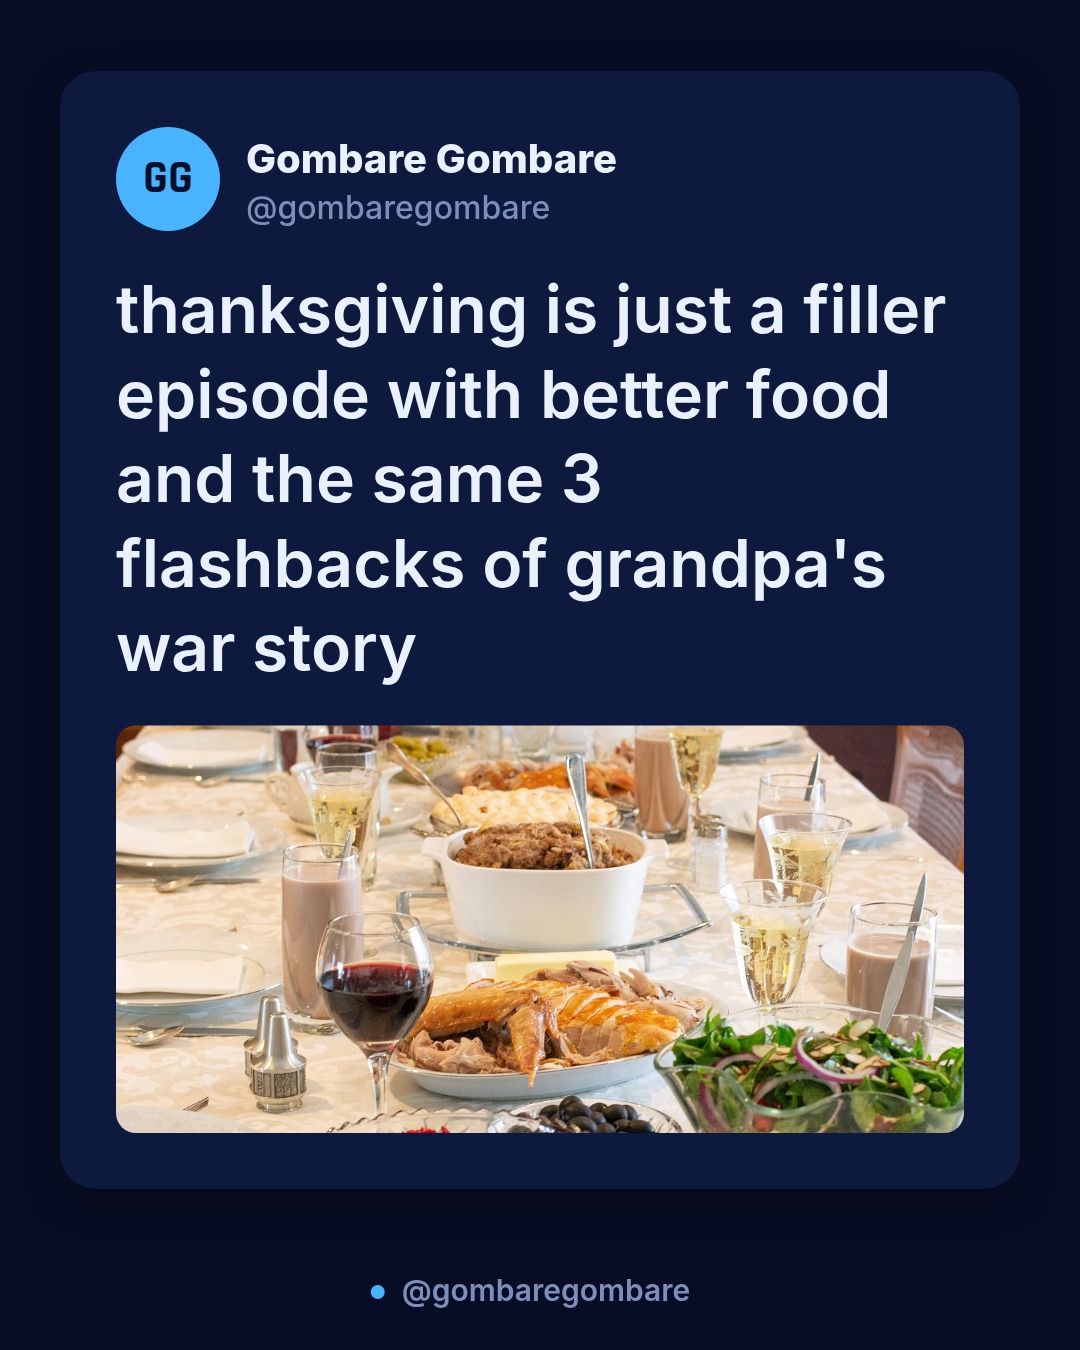 GG
Gombare Gombare
@gombaregombare
thanksgiving is just a filler
episode with better food
and the same 3
flashbacks of grandpa's
war story
@gombaregombare